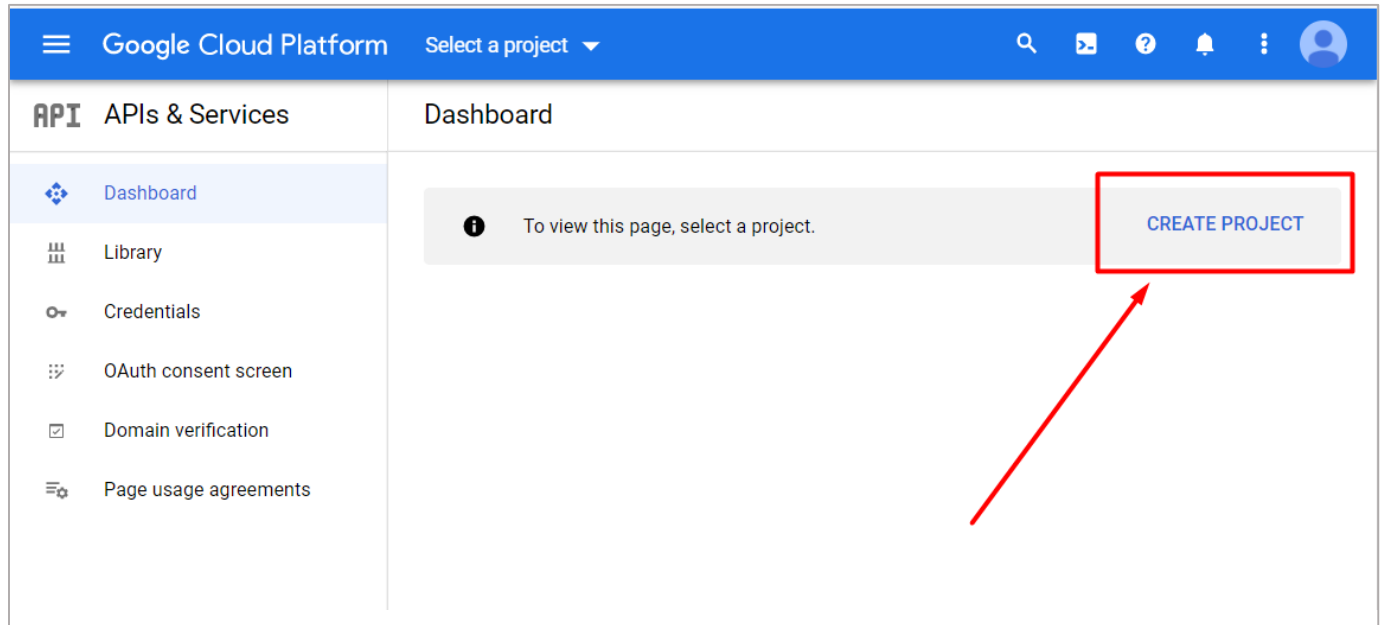 Google Cloud Platform Select a project
API APIs & Services
Dashboard
Dashboard
To view this page, select a project. CREATE PROJECT
Library
Credentials
OAuth consent screen
Domain verification
Page usage agreements